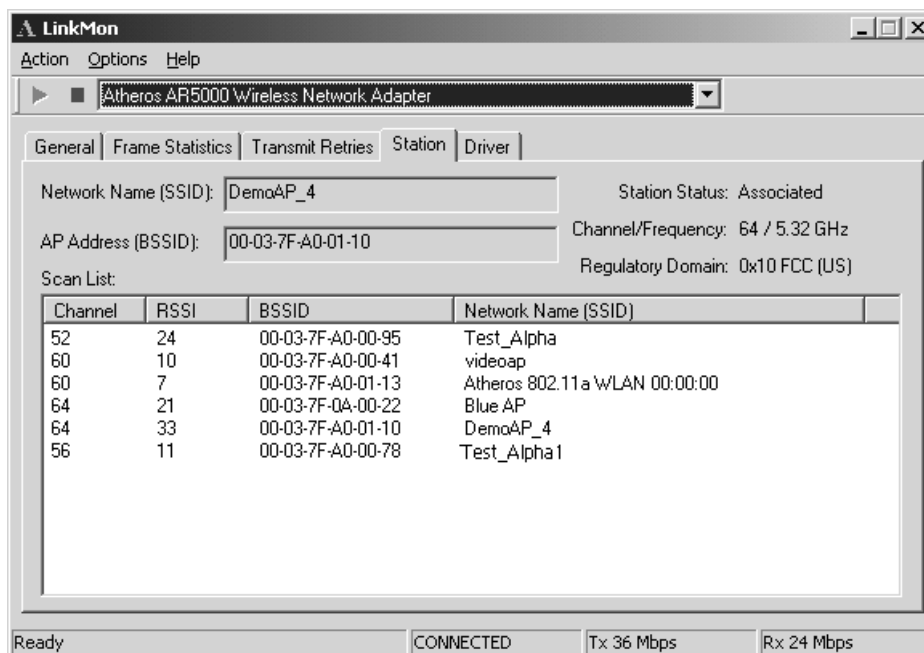 LinkMon
Action Options Help
Atheros AR5000 Wireless Network Adapter
General Frame Statistics Transmit Retries Station Driver
Network Name (SSID): DemoAP_4 Station Status: Associated
AP Address (BSSID): 00-03-7F-A0-01-10 Channel/Frequency: 64 / 5.32 GHz
Regulatory Domain: 0x10 FCC (US)
Scan List:
Channel RSSI BSSID Network Name (SSID)
52 24 00-03-7F-A0-00-95 Test_Alpha
60 10 00-03-7F-A0-00-41 videoap
60 7 00-03-7F-A0-01-13 Atheros 802.11a WLAN 00:00:00
64 21 00-03-7F-0A-00-22 Blue AP
64 33 00-03-7F-A0-01-10 DemoAP_4
56 11 00-03-7F-A0-00-78 Test_Alpha1
Ready CONNECTED Tx 36 Mbps Rx 24 Mbps